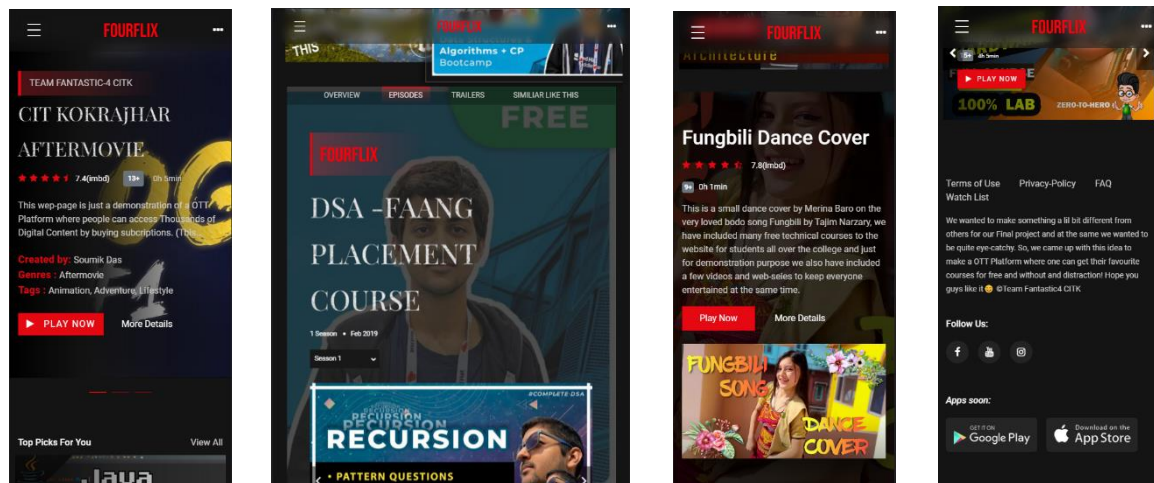 FOURFLIX
TEAM FANTASTIC-4 CITK
CIT KOKRAJHAR
AFTERMOVIE
7.4(imbd) 13+ 0h 5min
This wep-page is just a demonstration of a OTT
Platform where people can access Thousands of
Digital Content by buying subcriptions. (This
Created by: Soumik Das
Genres : Aftermovie
Tags : Animation, Adventure, Lifestyle
PLAY NOW More Details
Top Picks For You View All
Java
FOURFLIX
THIS
Algorithms + CP
Bootcamp
OVERVIEW EPISODES TRAILERS SIMILIAR LIKE THIS
FREE
FOURFLIX
DSA -FAANG
PLACEMENT
COURSE
1 Season • Feb 2019
Season 1
#COMPLETE DSA
RECURSION
RECURSION
• PATTERN QUESTIONS
FOURFLIX
Architecture
Fungbili Dance Cover
7.8(imbd)
9+ 0h 1min
This is a small dance cover by Merina Baro on the
very loved bodo song Fungbili by Tajim Narzary, we
have included many free technical courses to the
website for students all over the college and just
for demonstration purpose we also have included
a few videos and web-seies to keep everyone
entertained at the same time.
Play Now More Details
FUNGBILI
SONG
DANCE
COVER
FOURFLIX
5+ 4h 5min
PLAY NOW
100% LAB ZERO-TO-HERO
Terms of Use Privacy-Policy FAQ
Watch List
We wanted to make something a lil bit different from
others for our Final project and at the same we wanted to
be quite eye-catchy. So, we came up with this idea to
make a OTT Platform where one can get their favourite
courses for free and without and distraction! Hope you
guys like it😀 ©Team Fantastic4 CITK
Follow Us:
Apps soon:
GET IT ON
Google Play
Download on the
App Store